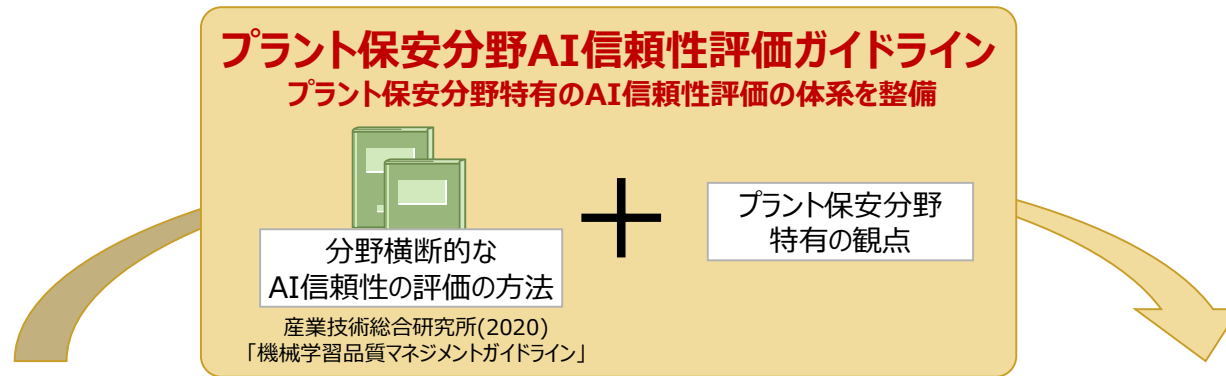 プラント保安分野AI信頼性評価ガイドライン
プラント保安分野特有のAI信頼性評価の体系を整備
分野横断的な
AI信頼性の評価の方法
産業技術総合研究所(2020)
「機械学習品質マネジメントガイドライン」
＋
プラント保安分野
特有の観点